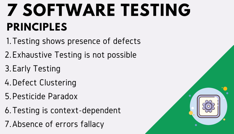 7 SOFTWARE TESTING
PRINCIPLES
1.Testing shows presence of defects
2.Exhaustive Testing is not possible
3.Early Testing
4.Defect Clustering
5.Pesticide Paradox
6.Testing is context-dependent
7.Absence of errors fallacy